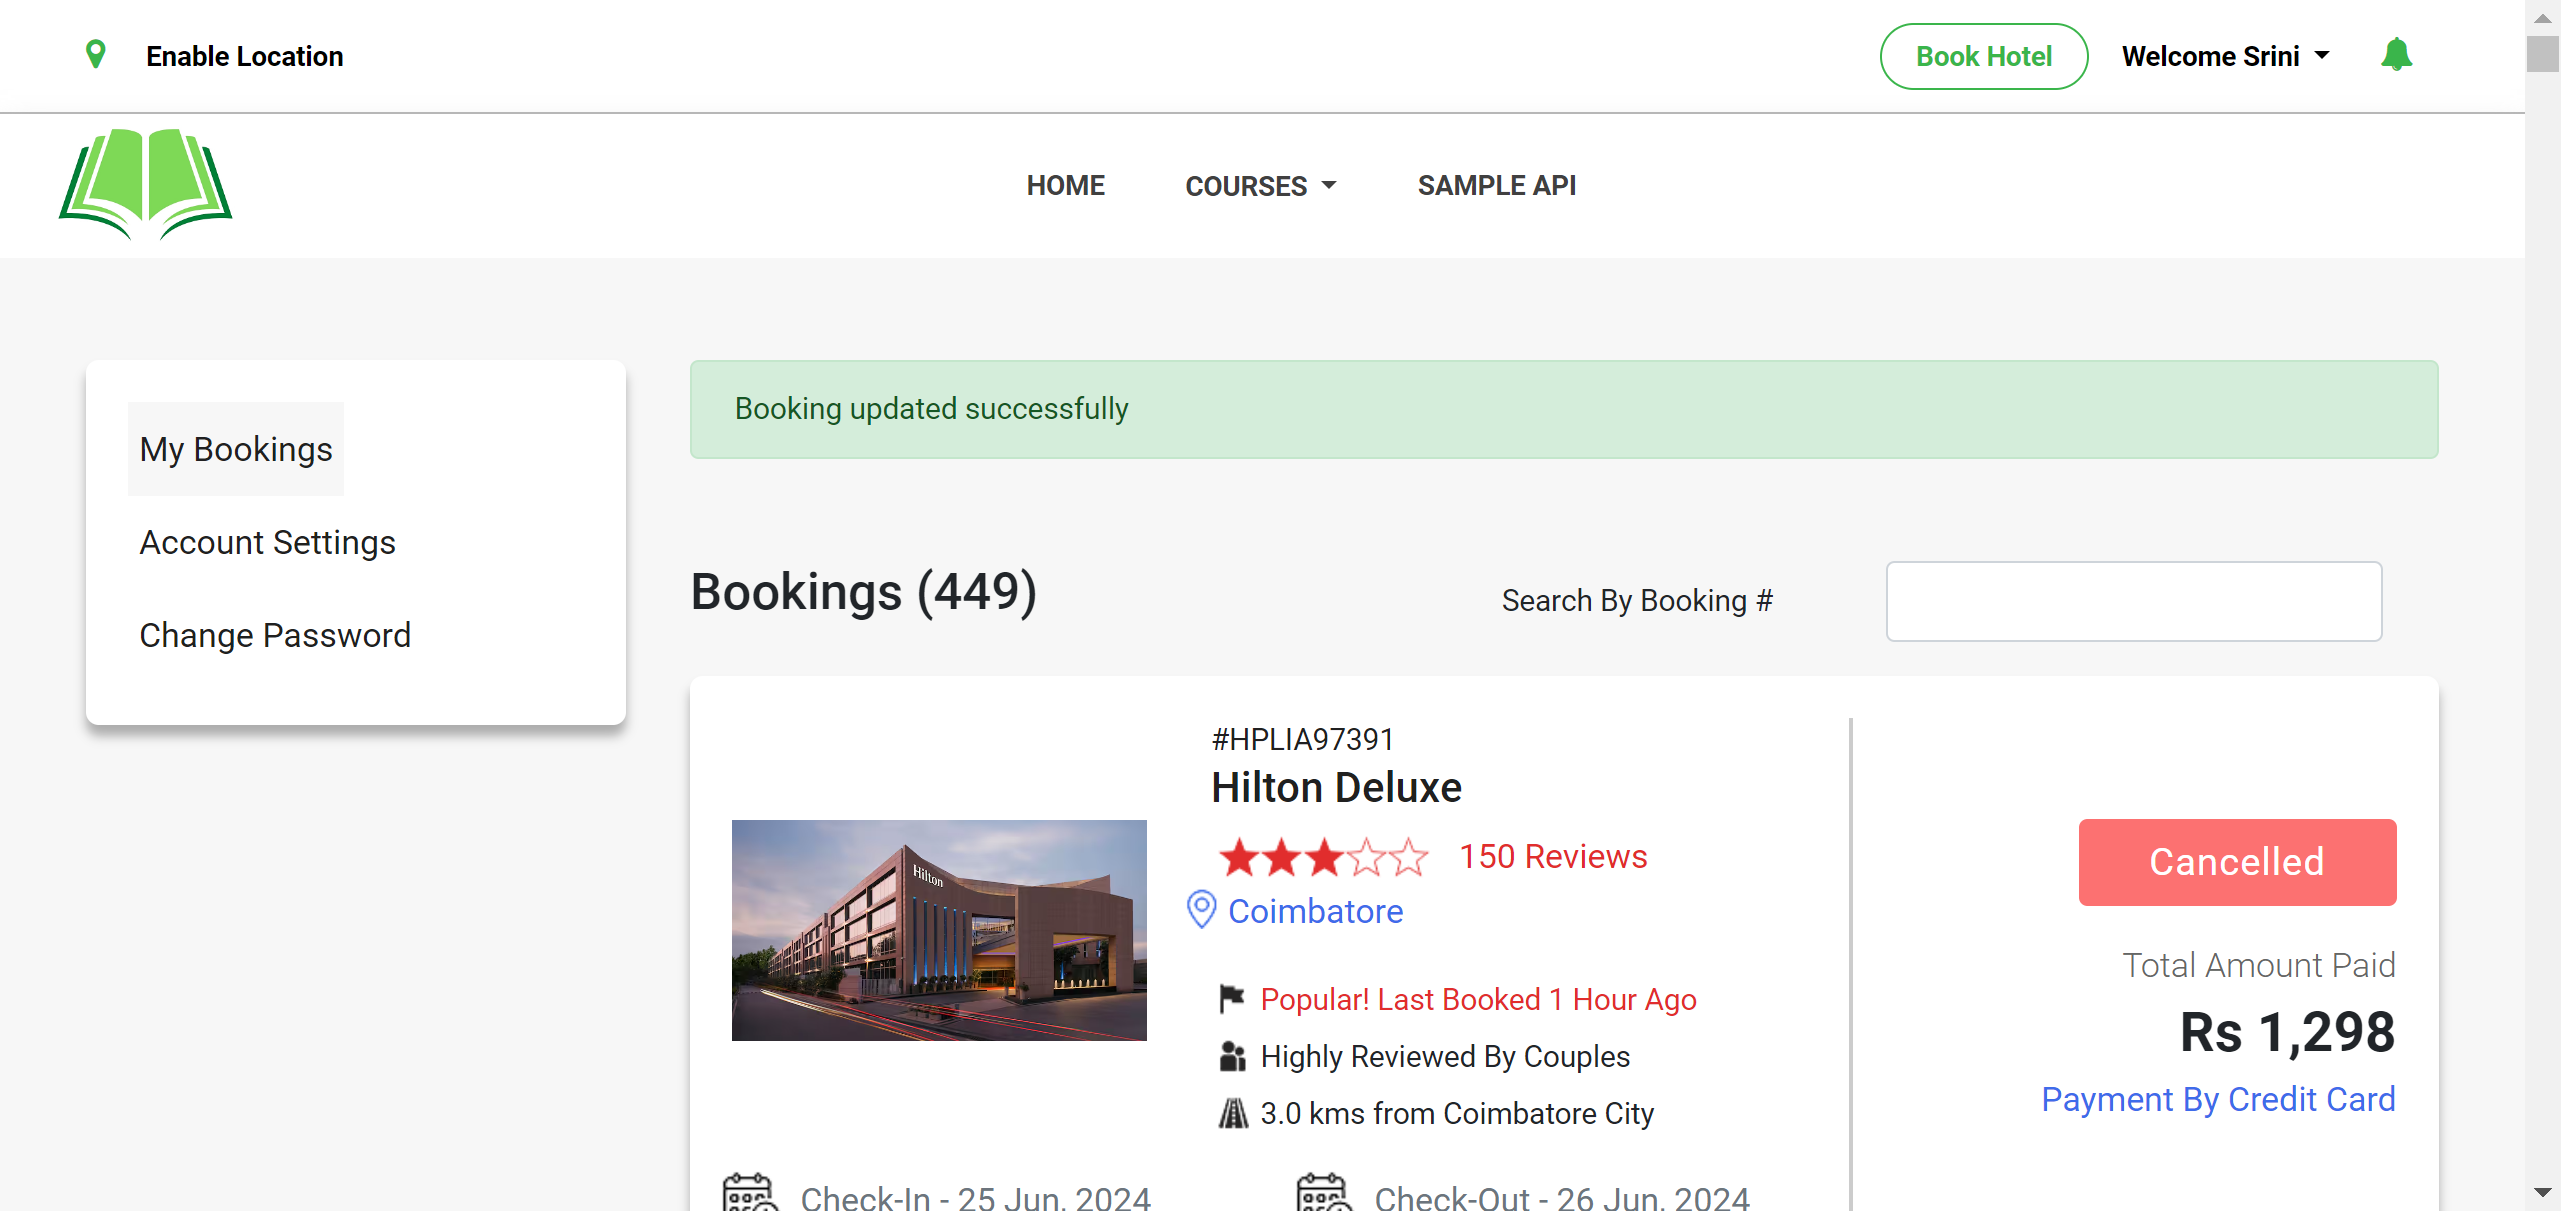 Enable Location
Book Hotel
Welcome Srini
HOME
COURSES
SAMPLE API
My Bookings
Account Settings
Change Password
Booking updated successfully
Bookings (449)
Search By Booking #
#HPLIA97391
Hilton Deluxe
150 Reviews
Coimbatore
Hilton
Popular! Last Booked 1 Hour Ago
Highly Reviewed By Couples
3.0 kms from Coimbatore City
Cancelled
Total Amount Paid
Rs 1,298
Payment By Credit Card
Check-In - 25 Jun, 2024
Check-Out - 26 Jun, 2024